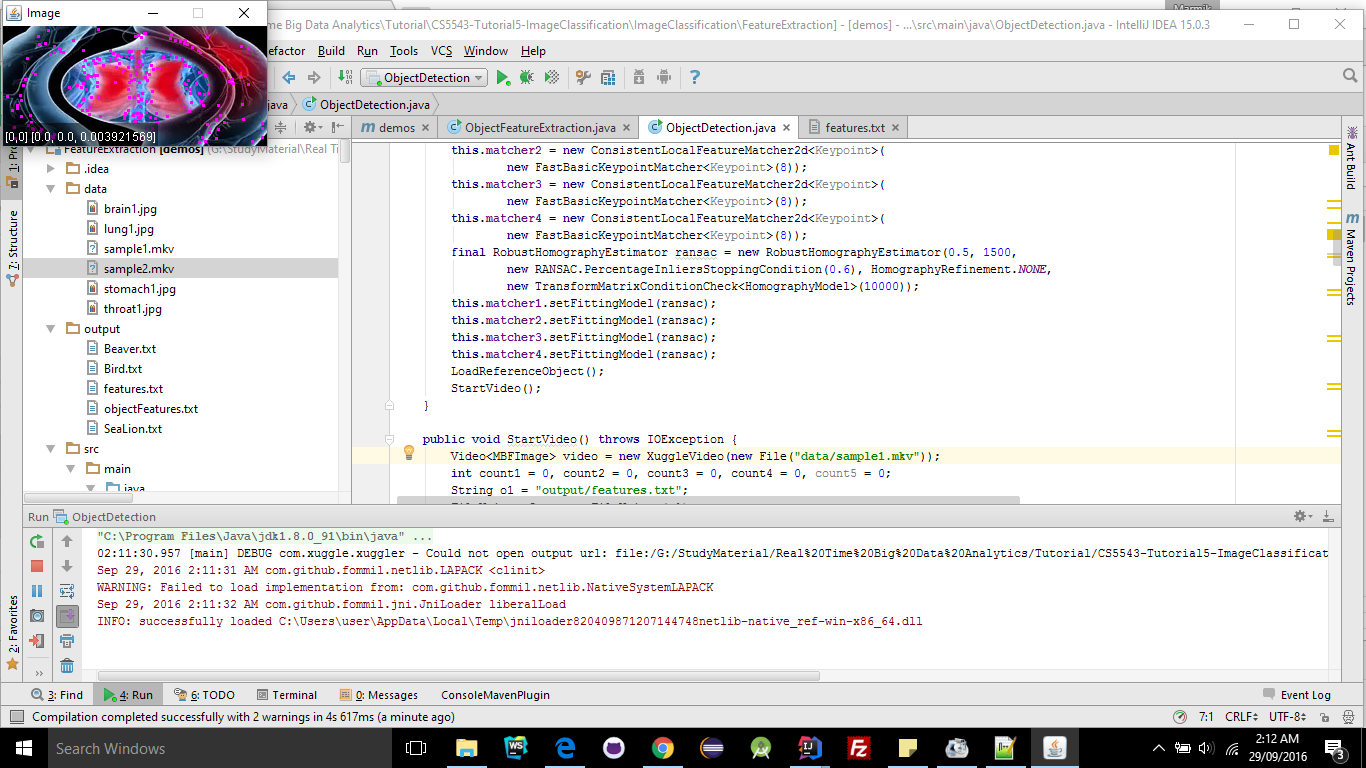 Image
me Big Data Analytics\Tutorial\CS5543-Tutorial5-ImageClassification\ImageClassification\FeatureExtraction] - [demos] - ...\src\main\java\ObjectDetection.java - IntelliJ IDEA 15.0.3
efactor Build Run Tools VCS Window Help
ObjectDetection
java ObjectDetection.java
[0,0] [0.0, 0.0, 0.003921569]
demos ObjectFeatureExtraction.java ObjectDetection.java features.txt
FeatureExtraction [demos] (G:\StudyMaterial\Real Ti
.idea
data
brain1.jpg
lung1.jpg
sample1.mkv
sample2.mkv
stomach1.jpg
throat1.jpg
output
Beaver.txt
Bird.txt
features.txt
objectFeatures.txt
SeaLion.txt
src
main
java
this.matcher2 = new ConsistentLocalFeatureMatcher2d<Keypoint>(
new FastBasicKeypointMatcher<Keypoint>(8));
this.matcher3 = new ConsistentLocalFeatureMatcher2d<Keypoint>(
new FastBasicKeypointMatcher<Keypoint>(8));
this.matcher4 = new ConsistentLocalFeatureMatcher2d<Keypoint>(
new FastBasicKeypointMatcher<Keypoint>(8));
final RobustHomographyEstimator ransac = new RobustHomographyEstimator(0.5, 1500,
new RANSAC.PercentageInliersStoppingCondition(0.6), HomographyRefinement.NONE,
new TransformMatrixConditionCheck<HomographyModel>(10000));
this.matcher1.setFittingModel(ransac);
this.matcher2.setFittingModel(ransac);
this.matcher3.setFittingModel(ransac);
this.matcher4.setFittingModel(ransac);
LoadReferenceObject();
StartVideo();
}
public void StartVideo() throws IOException {
Video<MBFImage> video = new XuggleVideo(new File("data/sample1.mkv"));
int count1 = 0, count2 = 0, count3 = 0, count4 = 0, count5 = 0;
String o1 = "output/features.txt";
Ant Build
Maven Projects
7: Structure
2: Favorites
Run ObjectDetection
"C:\Program Files\Java\jdk1.8.0_91\bin\java" ...
02:11:30.957 [main] DEBUG com.xuggle.xuggler - Could not open output url: file:/G:/StudyMaterial/Real%20Time%20Big%20Data%20Analytics/Tutorial/CS5543-Tutorial5-ImageClassificat
Sep 29, 2016 2:11:31 AM com.github.fommil.netlib.LAPACK <clinit>
WARNING: Failed to load implementation from: com.github.fommil.netlib.NativeSystemLAPACK
Sep 29, 2016 2:11:32 AM com.github.fommil.jni.JniLoader liberalLoad
INFO: successfully loaded C:\Users\user\AppData\Local\Temp\jniloader820409871207144748netlib-native_ref-win-x86_64.dll
3: Find 4: Run 6: TODO Terminal 0: Messages ConsoleMavenPlugin Event Log
Compilation completed successfully with 2 warnings in 4s 617ms (a minute ago) 7:1 CRLF UTF-8
Search Windows
2:12 AM
29/09/2016
3